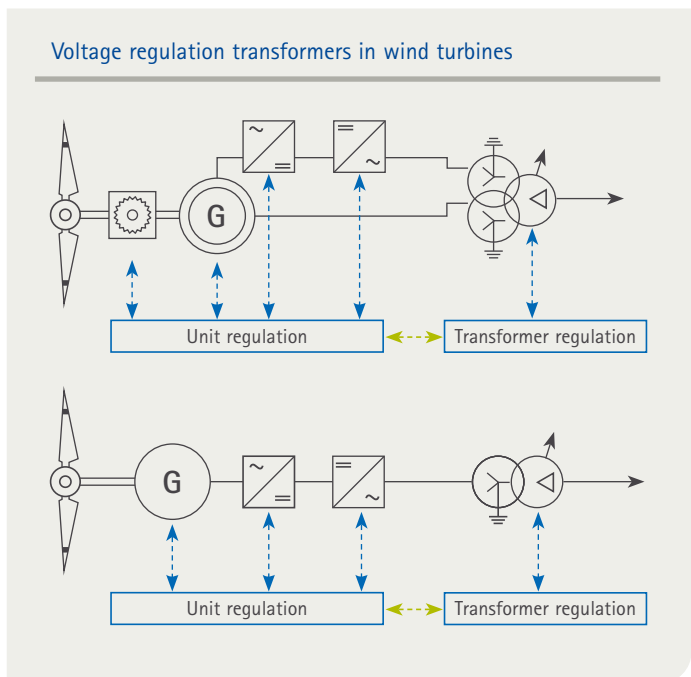 Voltage regulation transformers in wind turbines
G
Unit regulation
Transformer regulation
G
Unit regulation
Transformer regulation